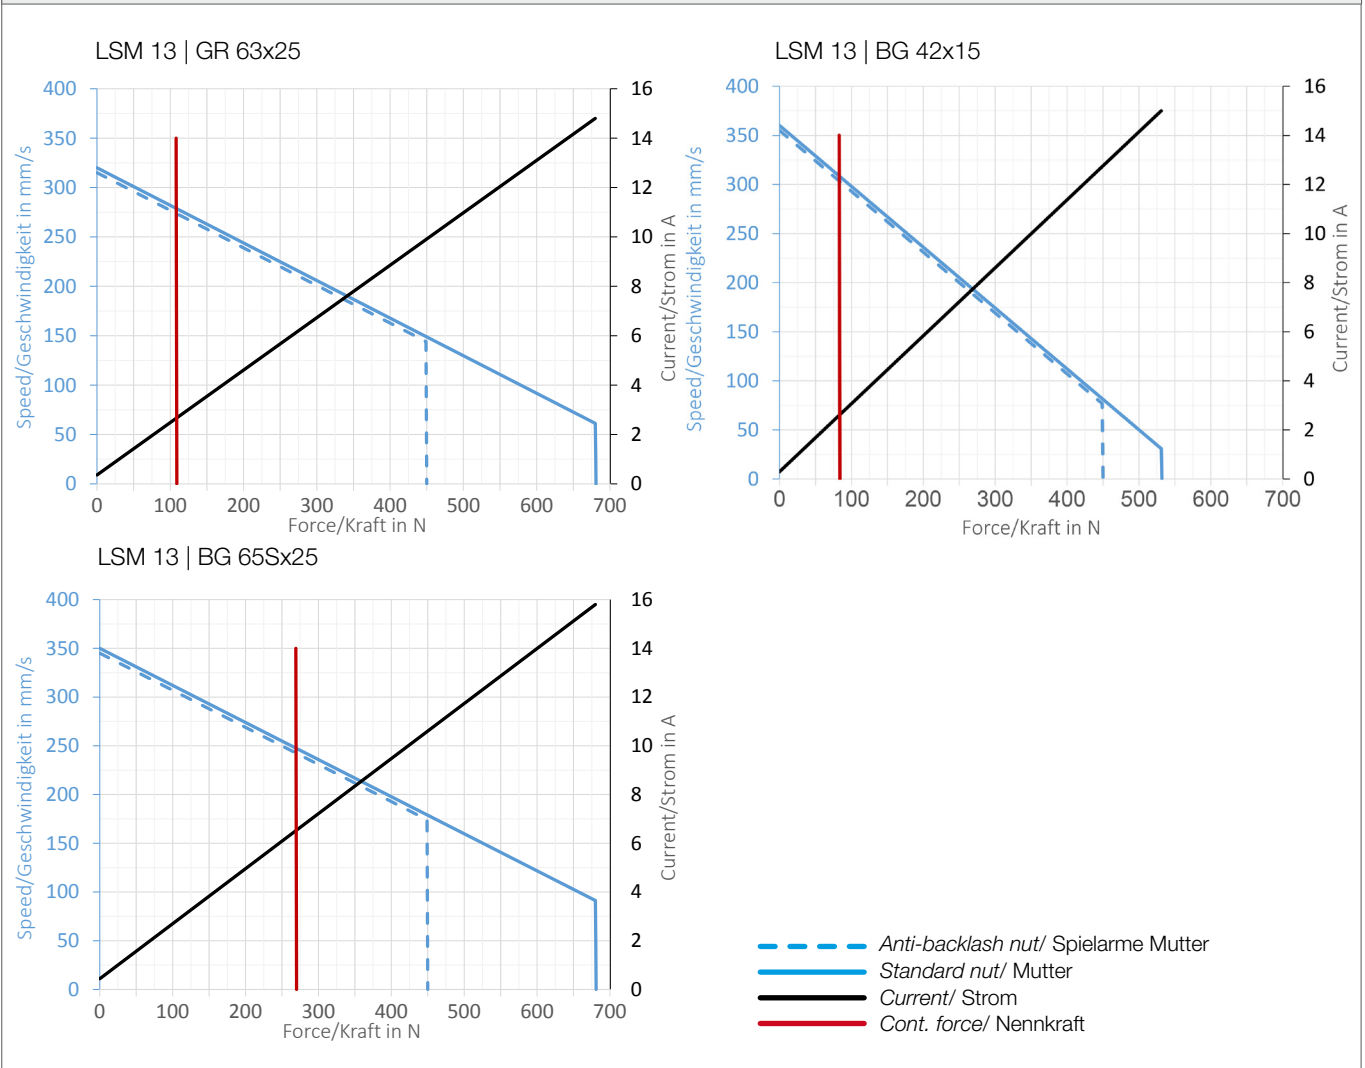 LSM 13 | GR 63x25
400
350
300
250
200
150
100
50
0
Speed/Geschwindigkeit in mm/s
16
14
12
10
8
6
4
2
0
Current/Strom in A
0 100 200 300 400 500 600 700
Force/Kraft in N
LSM 13 | BG 42x15
400
350
300
250
200
150
100
50
0
Speed/Geschwindigkeit in mm/s
16
14
12
10
8
6
4
2
0
Current/Strom in A
0 100 200 300 400 500 600 700
Force/Kraft in N
LSM 13 | BG 65Sx25
400
350
300
250
200
150
100
50
0
Speed/Geschwindigkeit in mm/s
16
14
12
10
8
6
4
2
0
Current/Strom in A
0 100 200 300 400 500 600 700
Force/Kraft in N
Anti-backlash nut/ Spielarme Mutter
Standard nut/ Mutter
Current/ Strom
Cont. force/ Nennkraft